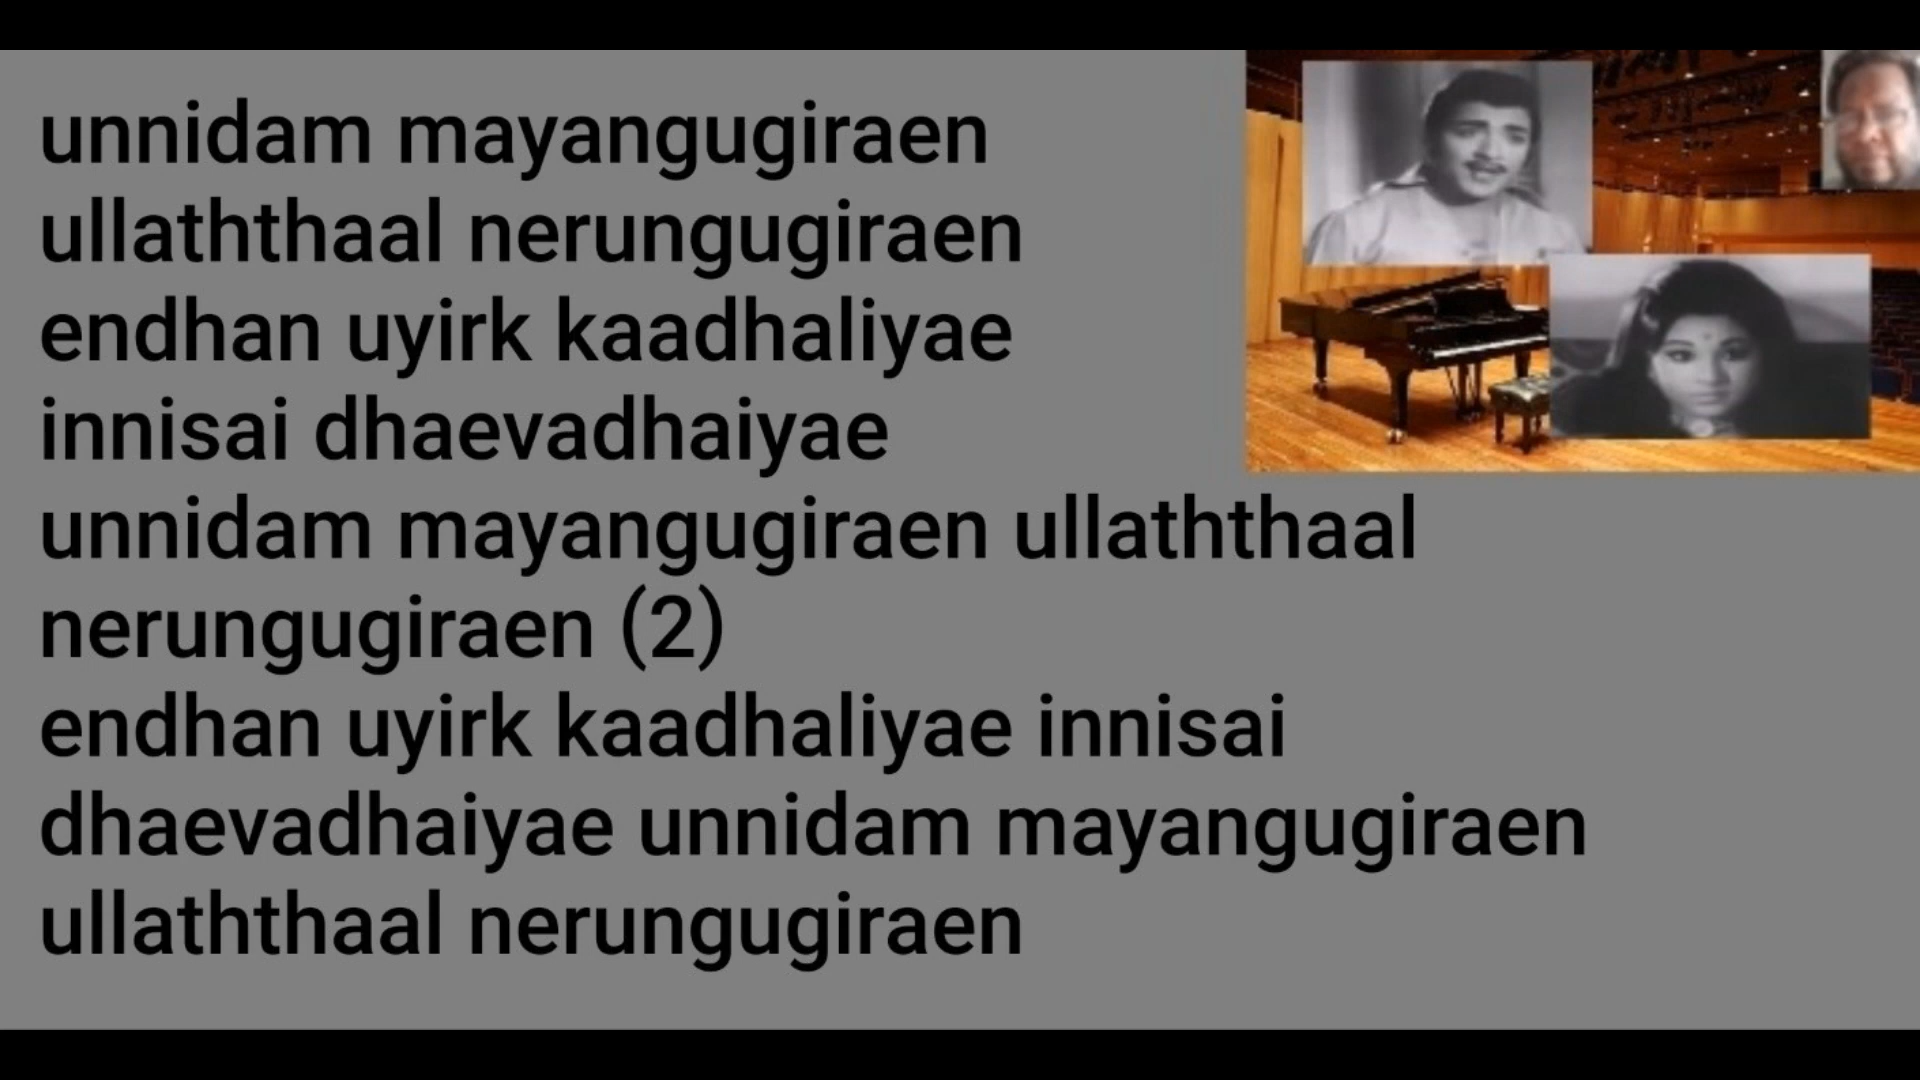 unnidam mayangugiraen
ullaththaal nerungugiraen
endhan uyirk kaadhaliyae
innisai dhaevadhaiyae
unnidam mayangugiraen ullaththaal
nerungugiraen (2)
endhan uyirk kaadhaliyae innisai
dhaevadhaiyae unnidam mayangugiraen
ullaththaal nerungugiraen